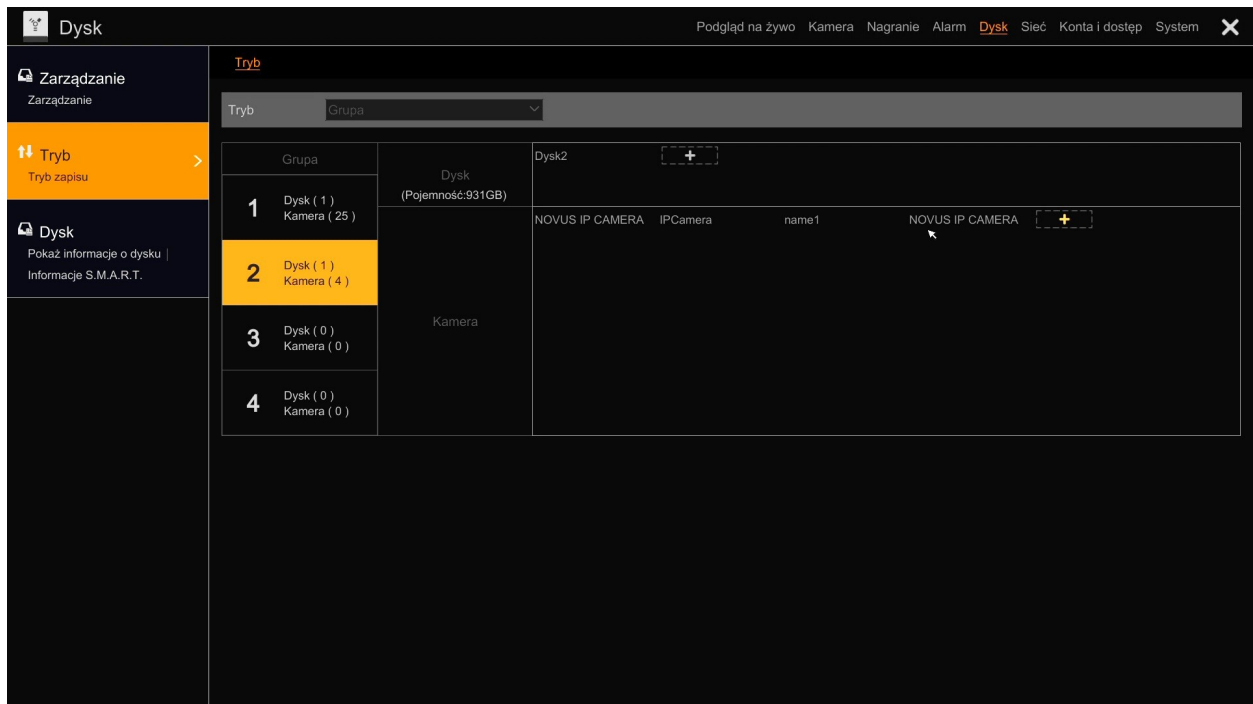 Dysk
Podgląd na żywo Kamera Nagranie Alarm Dysk Sieć Konta i dostęp System
Zarządzanie
Zarządzanie
Tryb
Tryb zapisu
Dysk
Pokaż informacje o dysku |
Informacje S.M.A.R.T.
Tryb
Tryb Grupa
Grupa
1 Dysk ( 1 )
Kamera ( 25 )
2 Dysk ( 1 )
Kamera ( 4 )
3 Dysk ( 0 )
Kamera ( 0 )
4 Dysk ( 0 )
Kamera ( 0 )
Dysk
(Pojemność:931GB)
Dysk2 +
Kamera
NOVUS IP CAMERA IPCamera name1 NOVUS IP CAMERA +